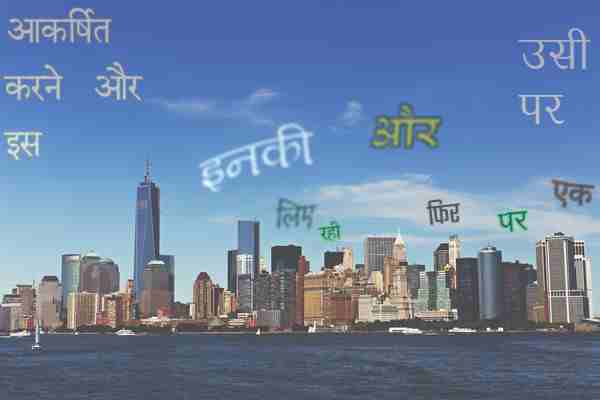 आकर्षित
करने और
इस
उसी
पर
इनकी
और
लिए
रही
फिर
पर
एक